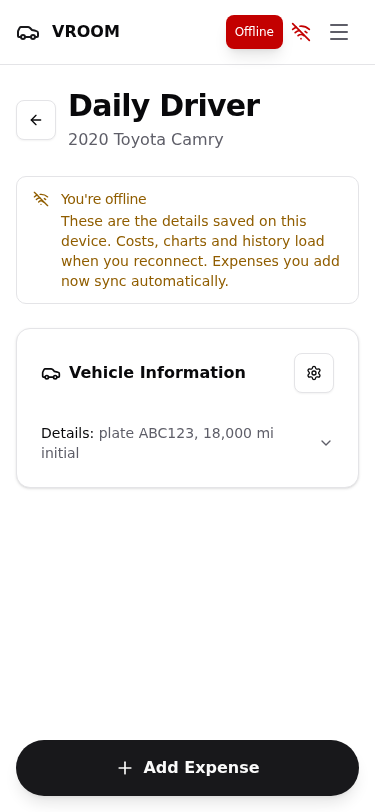 VROOM
Offline
Daily Driver
2020 Toyota Camry
You're offline
These are the details saved on this
device. Costs, charts and history load
when you reconnect. Expenses you add
now sync automatically.
Vehicle Information
Details: plate ABC123, 18,000 mi
initial
Add Expense